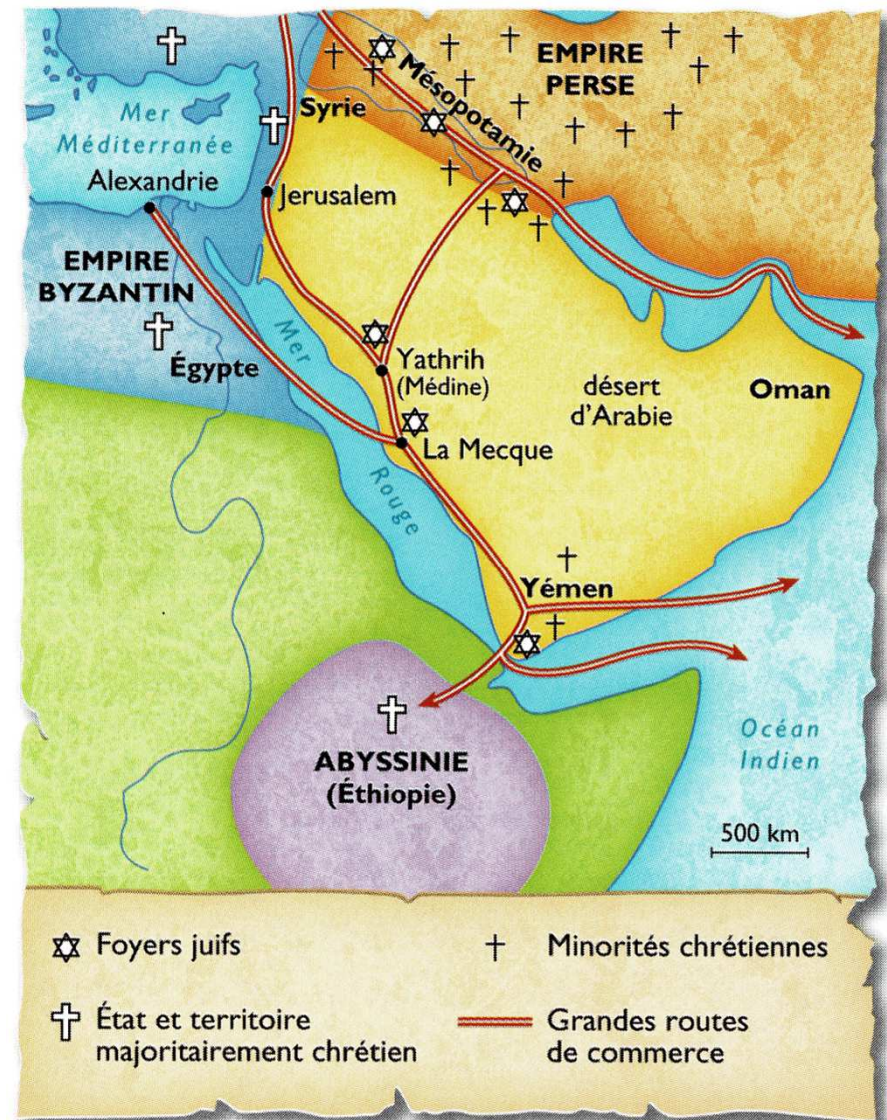 EMPIRE
PERSE
Mésopotamie
Syrie
Mer
Méditerranée
Alexandrie
Jerusalem
EMPIRE
BYZANTIN
Égypte
Mer
Rouge
Yathrih
(Médine)
désert
d'Arabie
Oman
La Mecque
Yémen
ABYSSINIE
(Éthiopie)
Océan
Indien
500 km
Foyers juifs
Minorités chrétiennes
État et territoire
majoritairement chrétien
Grandes routes
de commerce